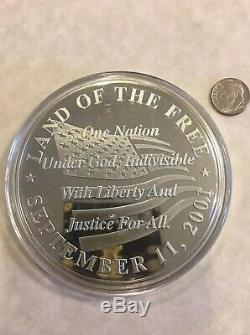 LAND OF THE FREE
One Nation
Under God, Indivisible
With Liberty And
Justice For All.
SEPTEMBER 11, 2001